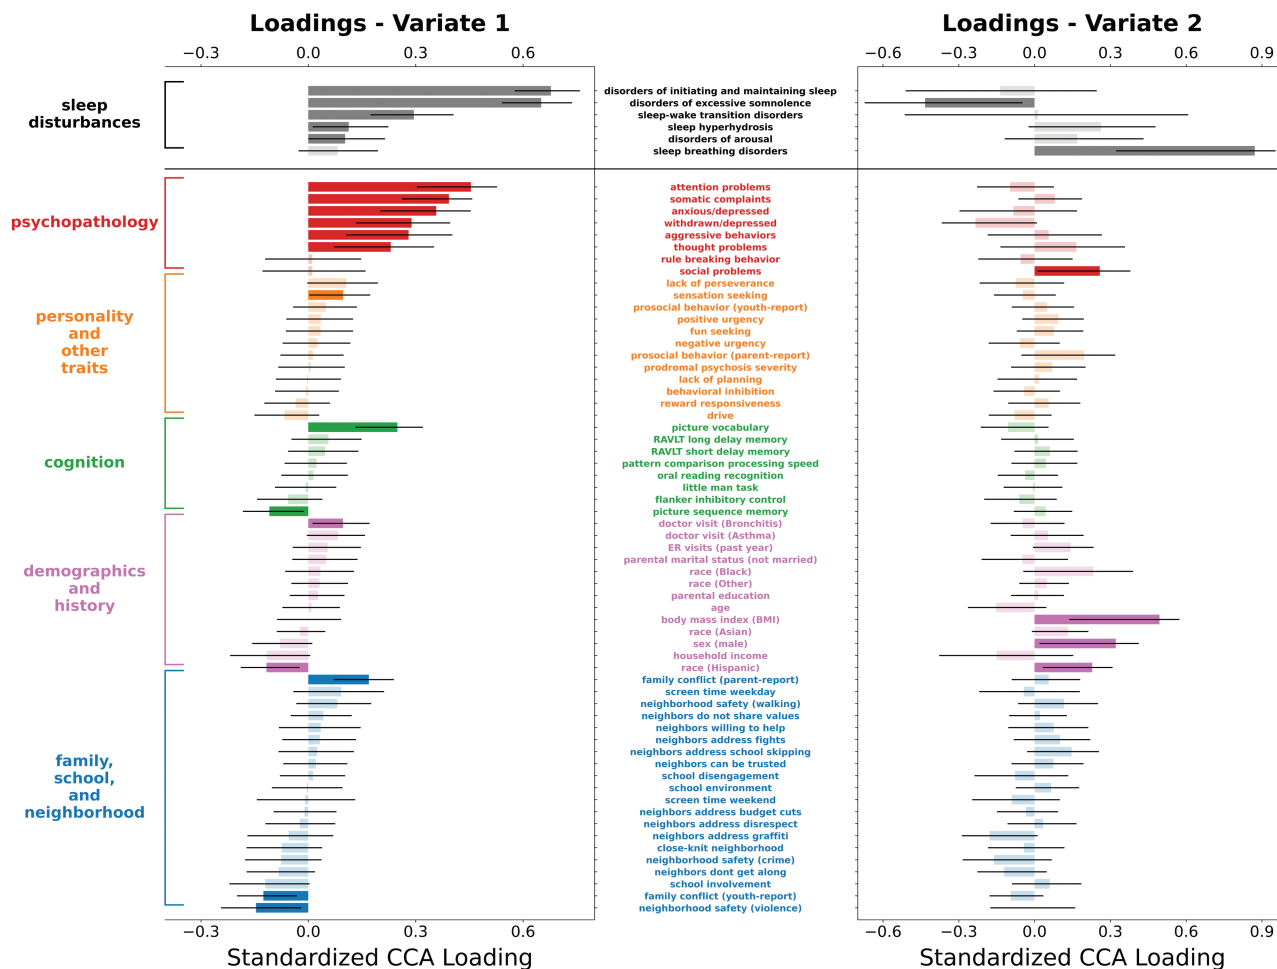 Loadings - Variate 1
Loadings - Variate 2
−0.3 0.0 0.6
−0.6 −0.3 0.0 0.6 0.9
sleep
disturbances
disorders of initiating and maintaining sleep
disorders of excessive somnolence
sleep-wake transition disorders
sleep hyperhydrosis
disorders of arousal
sleep breathing disorders
psychopathology
attention problems
somatic complaints
anxious/depressed
withdrawn/depressed
aggressive behaviors
thought problems
rule breaking behavior
social problems
personality
and
other
traits
lack of perseverance
sensation seeking
prosocial behavior (youth-report)
positive urgency
fun seeking
negative urgency
prosocial behavior (parent-report)
prodromal psychosis severity
lack of planning
behavioral inhibition
reward responsiveness
drive
cognition
picture vocabulary
RAVLT long delay memory
RAVLT short delay memory
pattern comparison processing speed
oral reading recognition
little man task
flanker inhibitory control
picture sequence memory
demographics
and
history
doctor visit (Bronchitis)
doctor visit (Asthma)
ER visits (past year)
parental marital status (not married)
race (Black)
race (Other)
parental education
age
body mass index (BMI)
race (Asian)
sex (male)
household income
race (Hispanic)
family,
school,
and
neighborhood
family conflict (parent-report)
screen time weekday
neighborhood safety (walking)
neighbors do not share values
neighbors willing to help
neighbors address fights
neighbors address school skipping
neighbors can be trusted
school disengagement
school environment
screen time weekend
neighbors address budget cuts
neighbors address disrespect
neighbors address graffiti
close-knit neighborhood
neighborhood safety (crime)
neighbors dont get along
school involvement
family conflict (youth-report)
neighborhood safety (violence)
−0.3 0.0 0.3 0.6
−0.6 −0.3 0.0 0.3 0.6 0.9
Standardized CCA Loading
Standardized CCA Loading